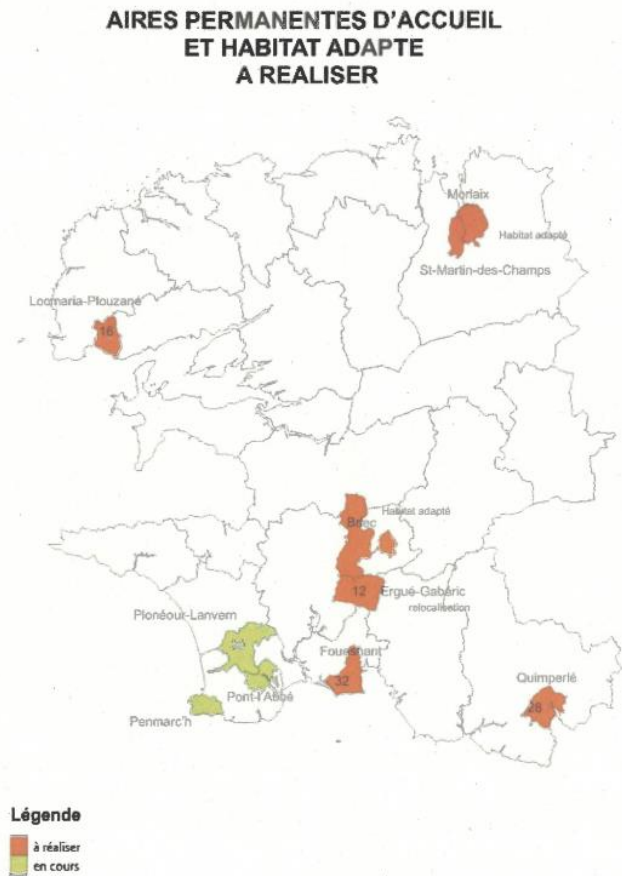 AIRES PERMANENTES D'ACCUEIL
ET HABITAT ADAPTE
A REALISER
Morlaix
Habitat adapté
St-Martin-des-Champs
Locmaria-Plouzané
16
Habitat adapté
Briec
12
Ergué-Gabéric
relocalisation
Plonéour-Lanvern
Fouesnant
32
Pont-l'Abbé
Penmarc'h
Quimperlé
28
Légende
à réaliser
en cours